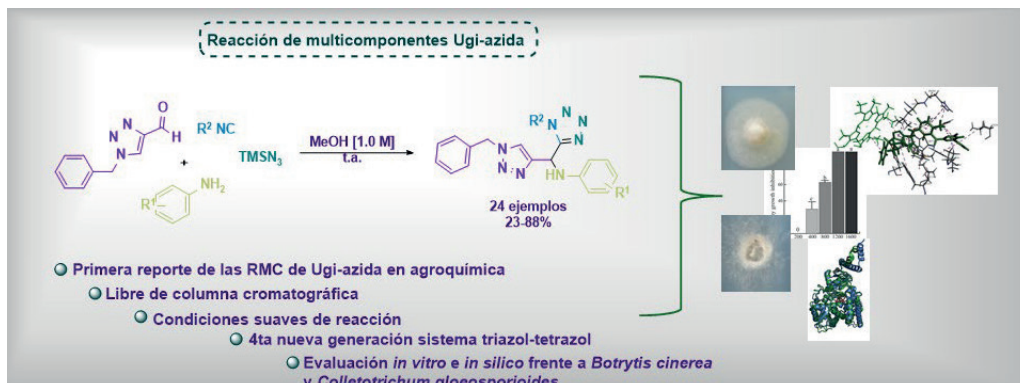 Reacción de multicomponentes Ugi-azida
O
H
N
N
N
R² NC
+
TMSN₃
NH₂
R¹
MeOH [1.0 M]
t.a.
R²
N
N
N
N
N
N
N
HN
R¹
24 ejemplos
23-88%
Primera reporte de las RMC de Ugi-azida en agroquímica
Libre de columna cromatográfica
Condiciones suaves de reacción
4ta nueva generación sistema triazol-tetrazol
Evaluación in vitro e in silico frente a Botrytis cinerea
y Colletotrichum gloeosporioides